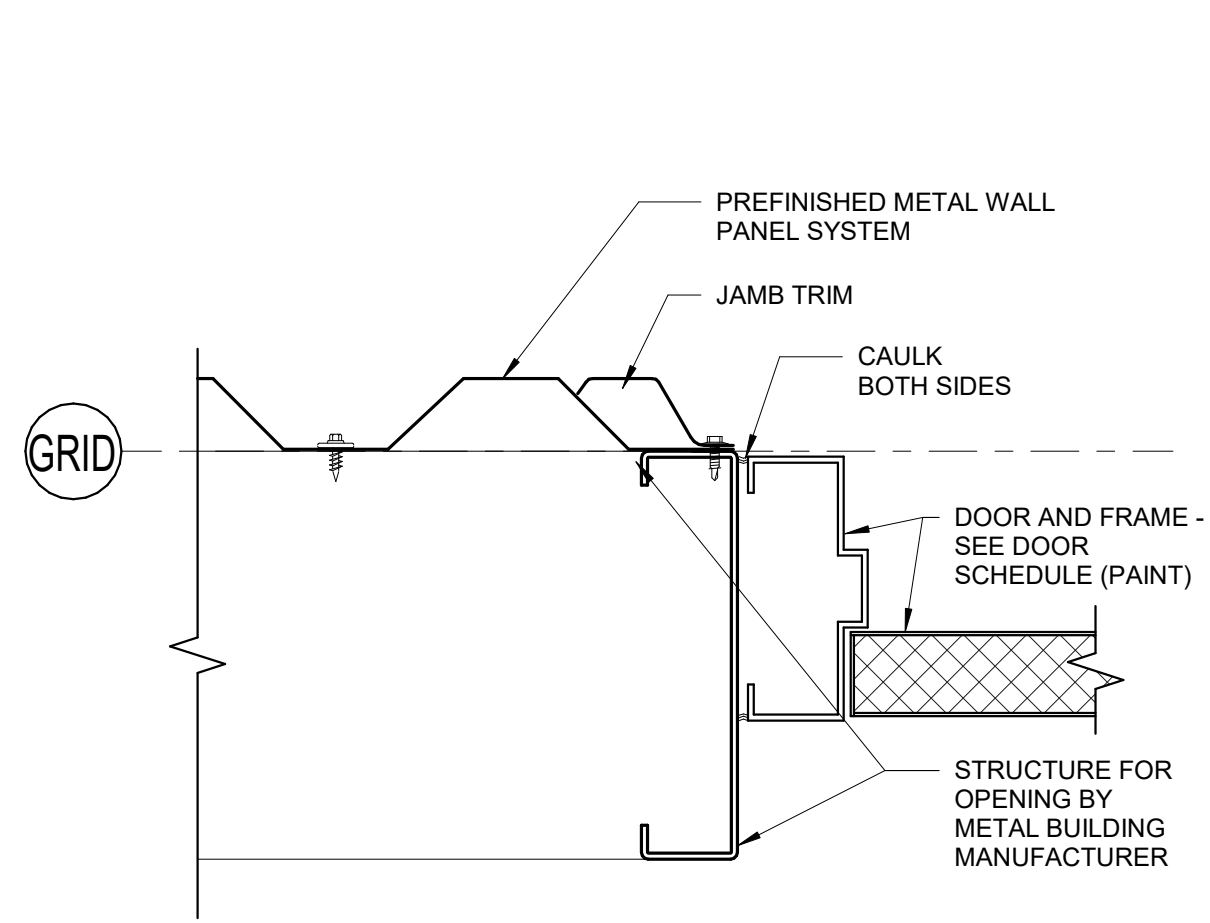 PREFINISHED METAL WALL
PANEL SYSTEM
JAMB TRIM
CAULK
BOTH SIDES
GRID
DOOR AND FRAME -
SEE DOOR
SCHEDULE (PAINT)
STRUCTURE FOR
OPENING BY
METAL BUILDING
MANUFACTURER